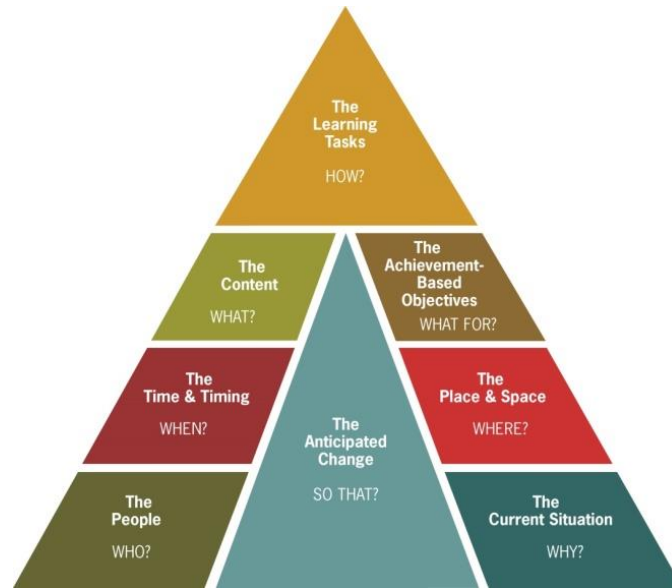 The
Learning
Tasks
HOW?
The
Content
WHAT?
The
Achievement-
Based
Objectives
WHAT FOR?
The
Time & Timing
WHEN?
The
Place & Space
WHERE?
The
Anticipated
Change
SO THAT?
The
People
WHO?
The
Current Situation
WHY?